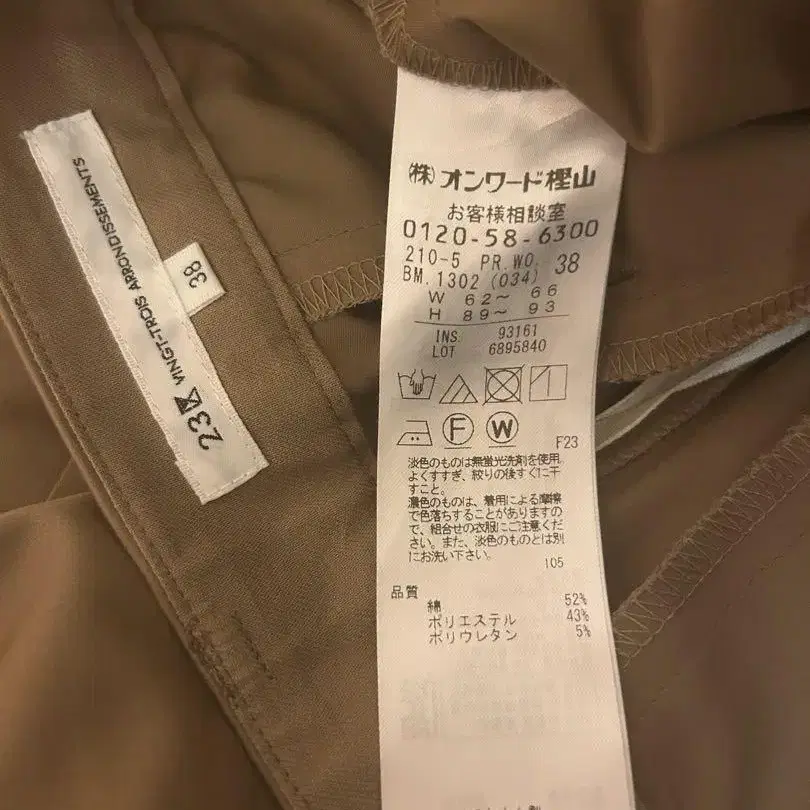 23区 VINGT-TROIS ARRONDISSEMENTS
38
(株)オンワード樫山
お客様相談室
0120-58-6300
210-5 PR.WO. 38
BM.1302 (034)
W 62～ 66
H 89～ 93
INS. 93161
LOT 6895840
F W
F23
淡色のものは無蛍光洗剤を使用。
よくすすぎ、絞りの後すぐに干
すこと。
濃色のものは、着用による摩擦
で色落ちすることがありますの
で、組合せの衣服にご注意くだ
さい。また、淡色のものとは別
にお洗い下さい。
105
品質
綿 52%
ポリエステル 43%
ポリウレタン 5%